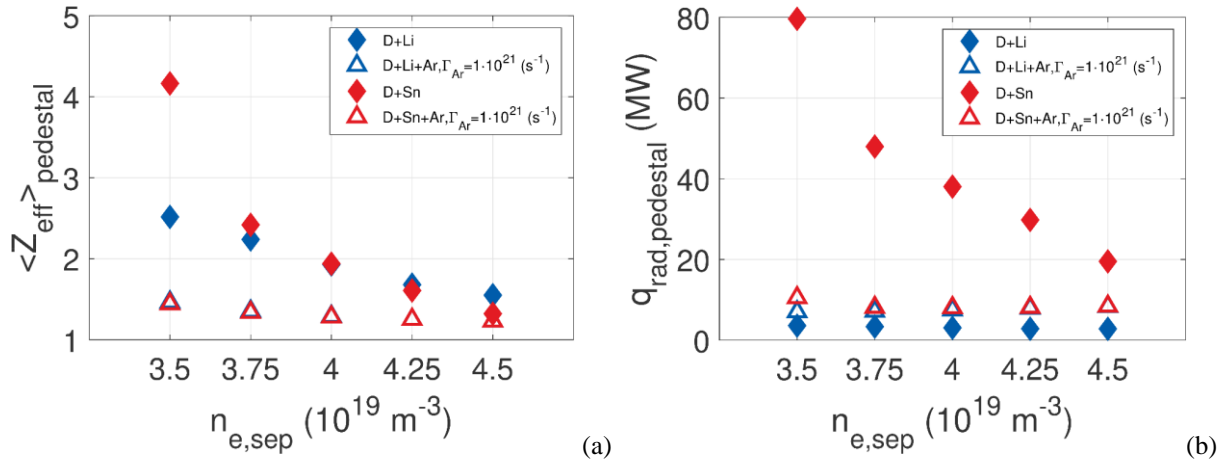 5
4
3
2
1
<Z_eff>_pedestal
D+Li
D+Li+Ar,Γ_Ar=1·10^21 (s^-1)
D+Sn
D+Sn+Ar,Γ_Ar=1·10^21 (s^-1)
3.5 3.75 4 4.25 4.5
n_e,sep (10^19 m^-3)
(a)
80
60
40
20
0
q_rad,pedestal (MW)
D+Li
D+Li+Ar,Γ_Ar=1·10^21 (s^-1)
D+Sn
D+Sn+Ar,Γ_Ar=1·10^21 (s^-1)
3.5 3.75 4 4.25 4.5
n_e,sep (10^19 m^-3)
(b)